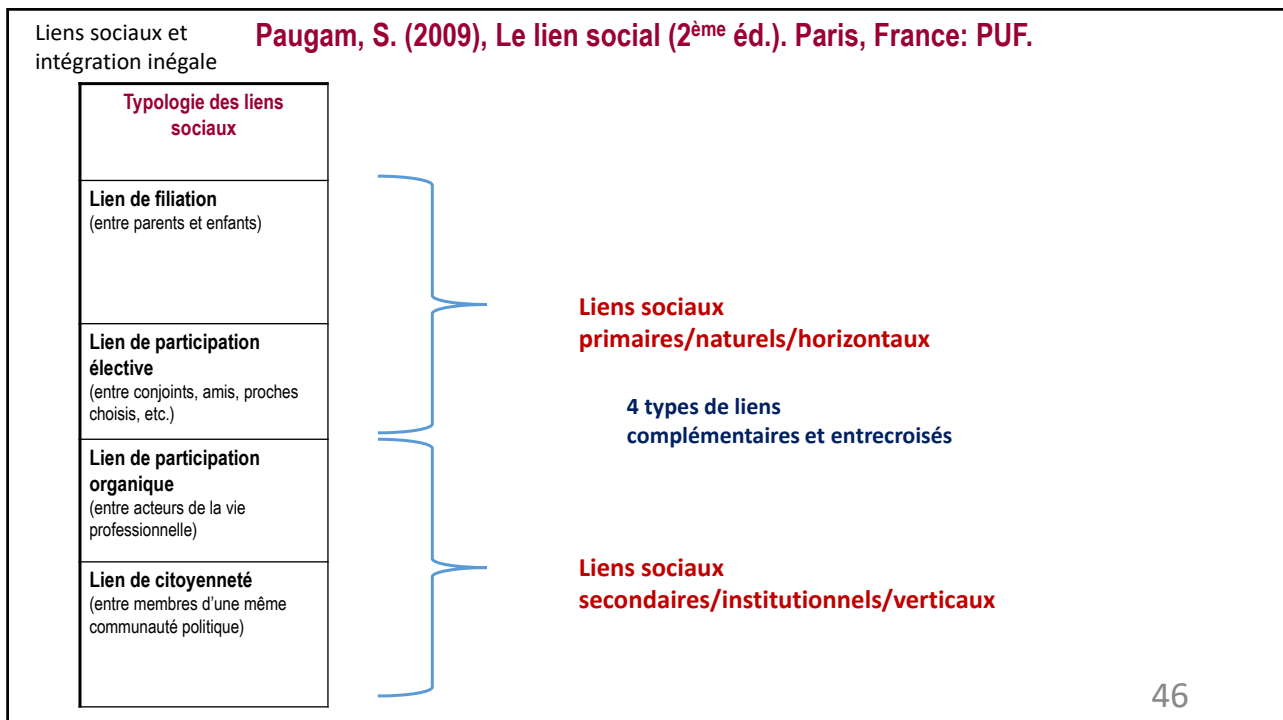 Liens sociaux et
intégration inégale
Paugam, S. (2009), Le lien social (2ème éd.). Paris, France: PUF.
Typologie des liens
sociaux
Lien de filiation
(entre parents et enfants)
Lien de participation
élective
(entre conjoints, amis, proches
choisis, etc.)
Lien de participation
organique
(entre acteurs de la vie
professionnelle)
Lien de citoyenneté
(entre membres d’une même
communauté politique)
Liens sociaux
primaires/naturels/horizontaux
4 types de liens
complémentaires et entrecroisés
Liens sociaux
secondaires/institutionnels/verticaux
46